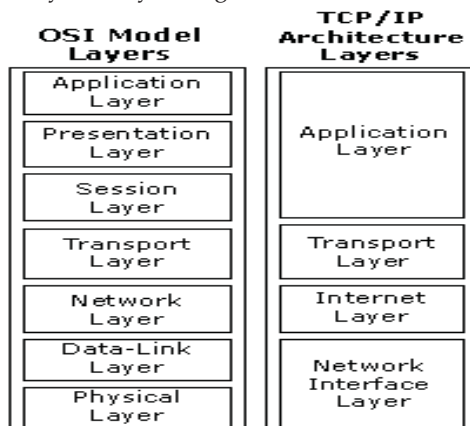 OSI Model
Layers
Application
Layer
Presentation
Layer
Session
Layer
Transport
Layer
Network
Layer
Data-Link
Layer
Physical
Layer
TCP/IP
Architecture
Layers
Application
Layer
Transport
Layer
Internet
Layer
Network
Interface
Layer